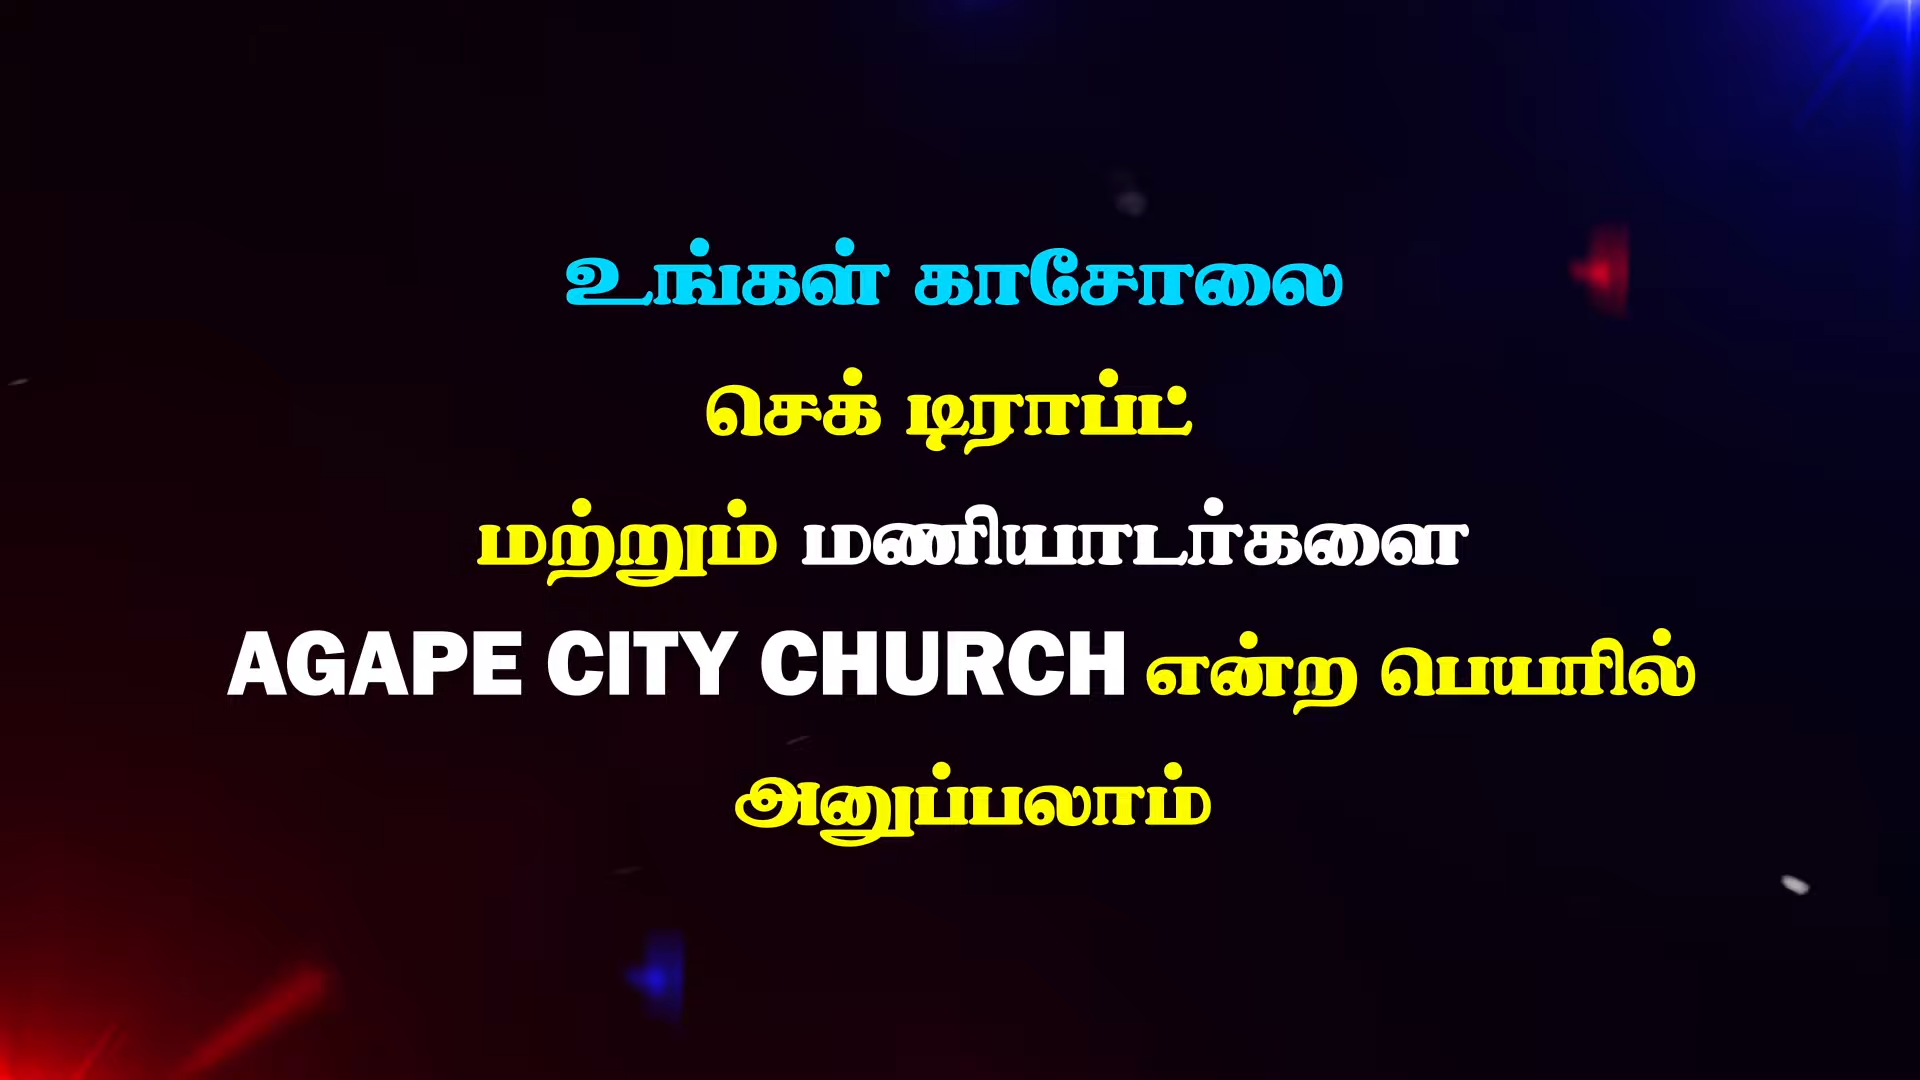 உங்கள் காசோலை
செக் டிராப்ட்
மற்றும் மணியாடர்களை
AGAPE CITY CHURCH என்ற பெயரில்
அனுப்பலாம்